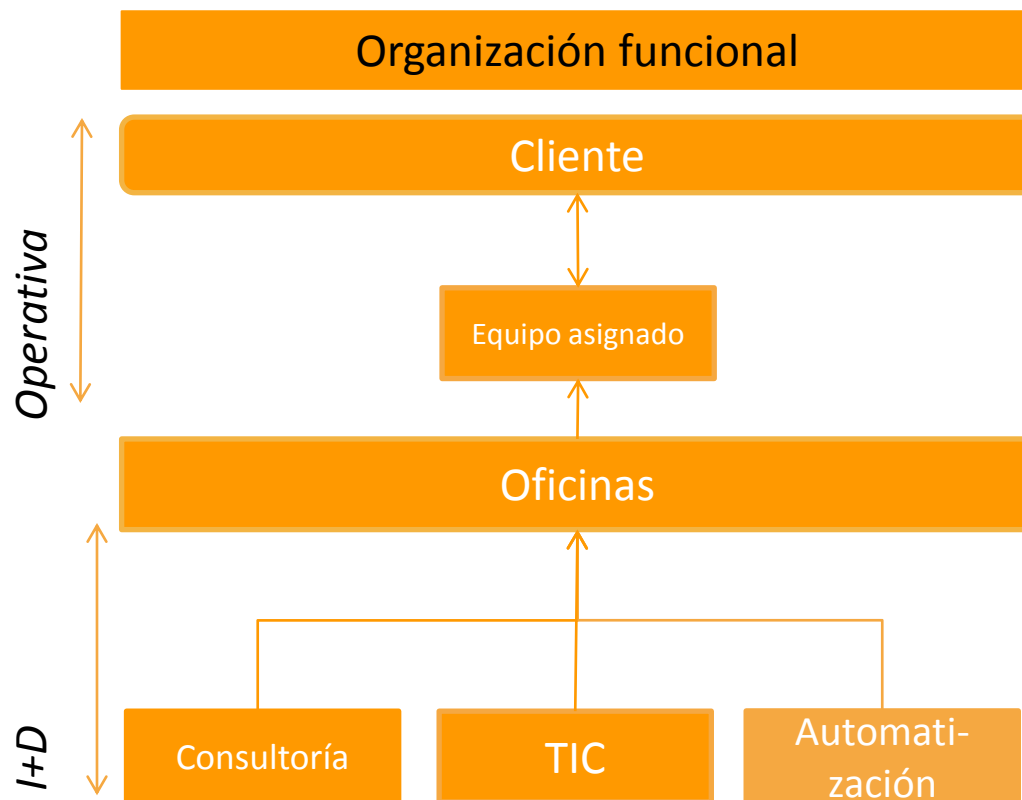 Organización funcional
Cliente
Operativa
Equipo asignado
Oficinas
I+D
Consultoría
TIC
Automati-
zación